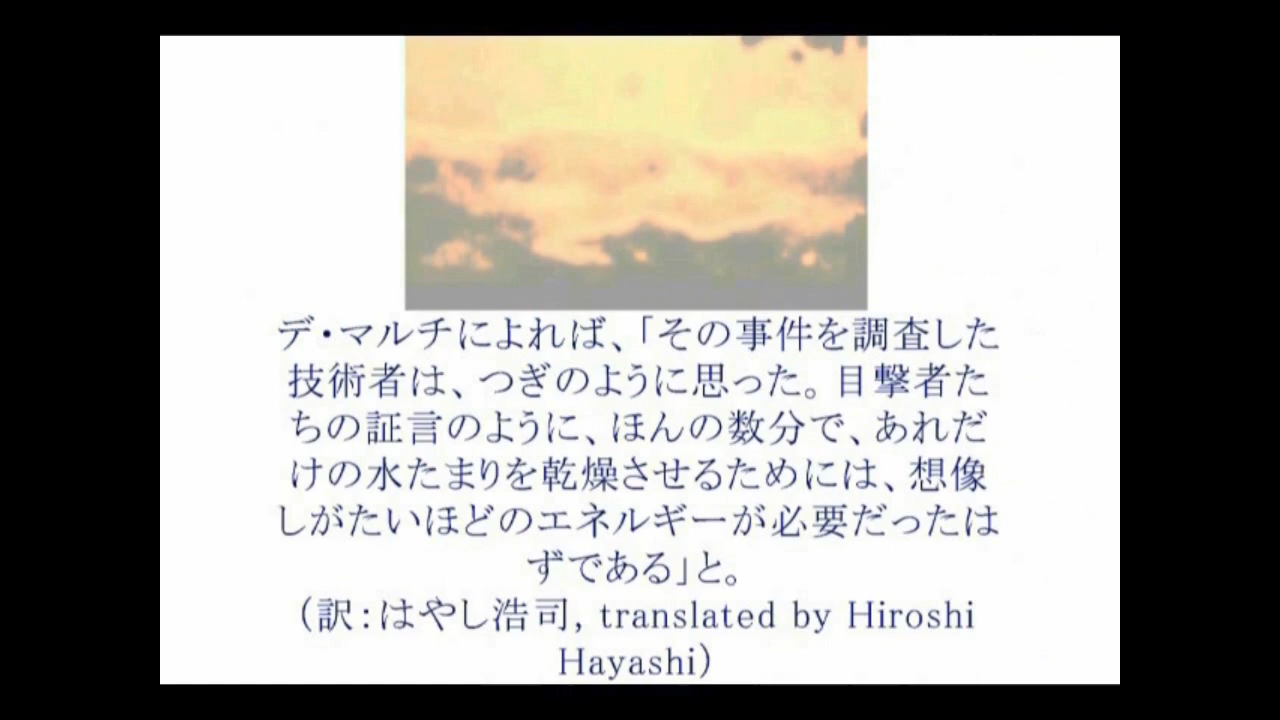 デ・マルチによれば、「その事件を調査した
技術者は、つぎのように思った。目撃者た
ちの証言のように、ほんの数分で、あれだ
けの水たまりを乾燥させるためには、想像
しがたいほどのエネルギーが必要だったは
ずである」と。
（訳：はやし浩司, translated by Hiroshi
Hayashi）